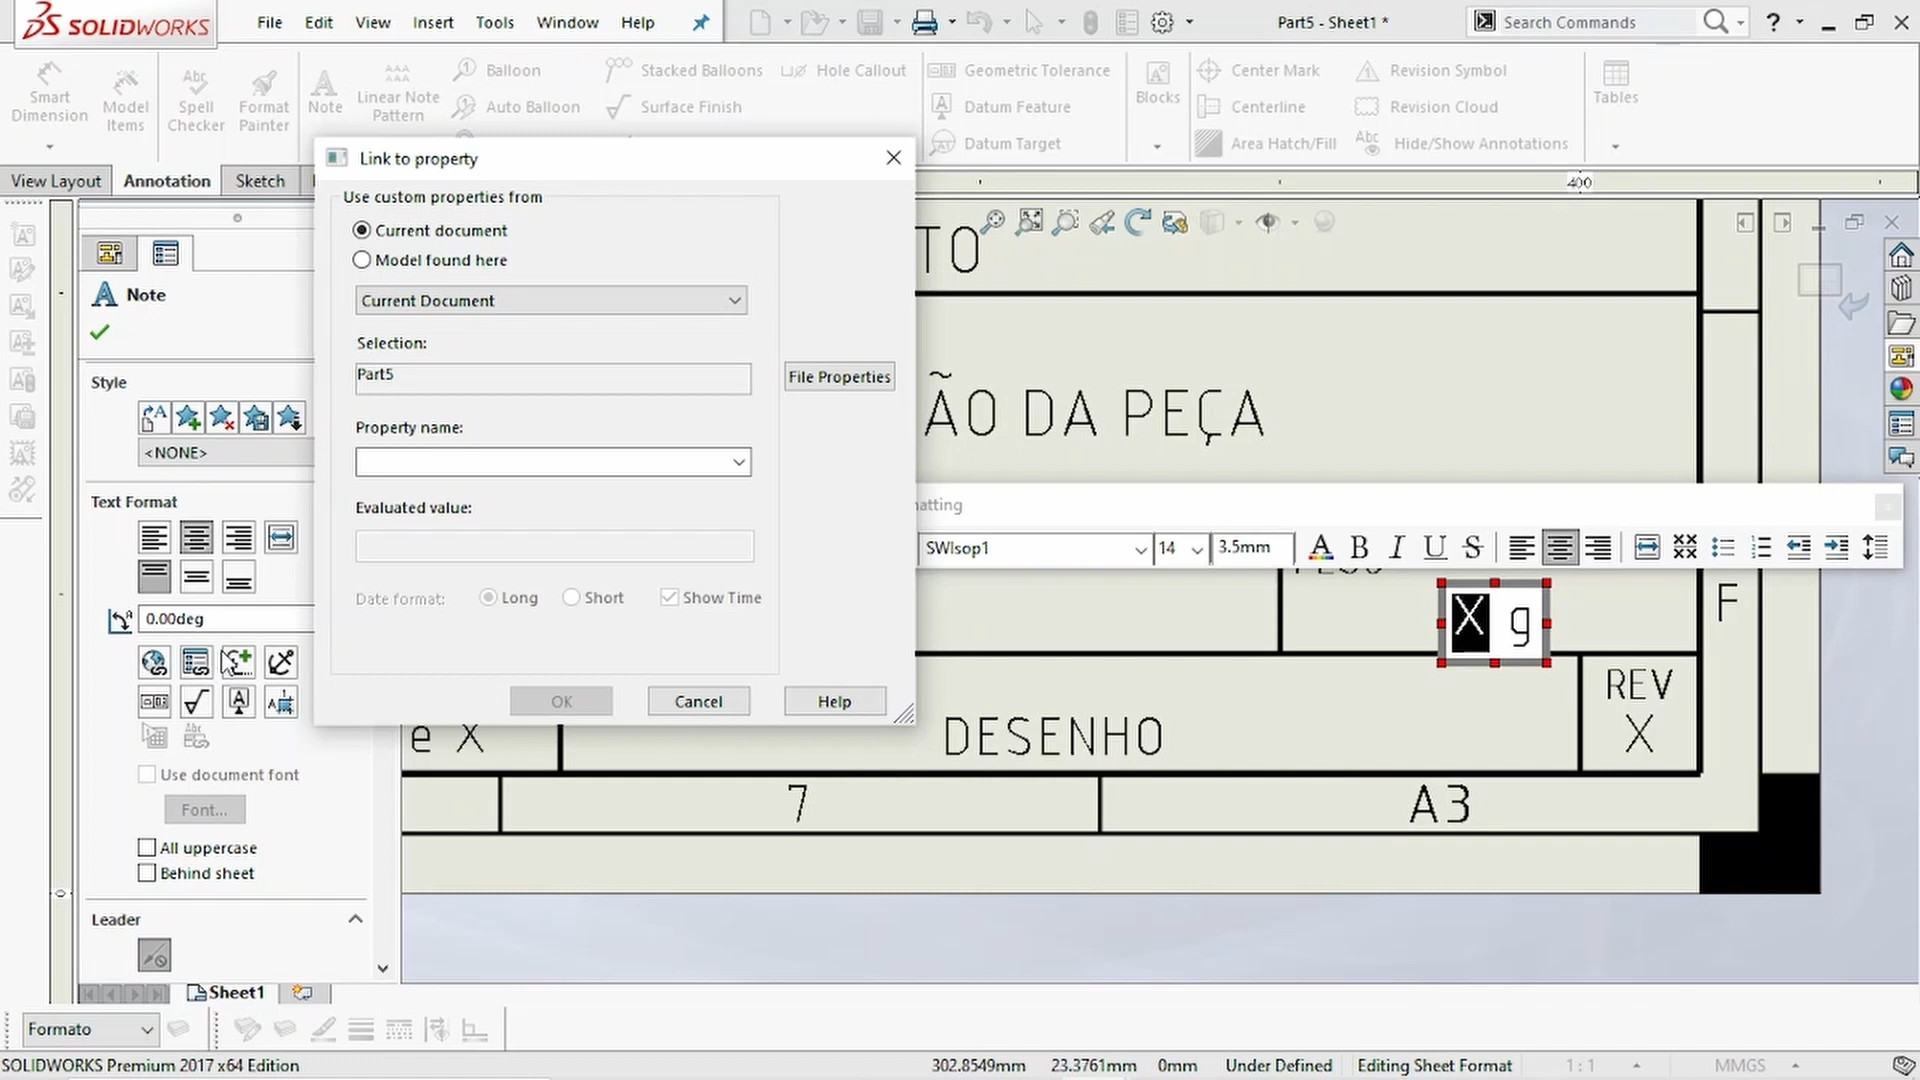 SOLIDWORKS
File Edit View Insert Tools Window Help
Part5 - Sheet1 *
Search Commands
?
Smart Dimension
Model Items
Spell Checker
Format Painter
Note
Linear Note Pattern
Balloon
Auto Balloon
Stacked Balloons
Surface Finish
Hole Callout
Geometric Tolerance
Datum Feature
Datum Target
Blocks
Center Mark
Centerline
Area Hatch/Fill
Revision Symbol
Revision Cloud
Hide/Show Annotations
Tables
View Layout
Annotation
Sketch
400
Note
Style
<NONE>
Text Format
0.00deg
Use document font
Font...
All uppercase
Behind sheet
Leader
Link to property
Use custom properties from
Current document
Model found here
Current Document
Selection:
Part5
File Properties
Property name:
Evaluated value:
Date format: Long Short Show Time
OK Cancel Help
TO
ÃO DA PEÇA
atting
SWIsop1 14 3.5mm A B I U S
X g
F
REV
X
e X
DESENHO
7
A3
Sheet1
Formato
SOLIDWORKS Premium 2017 x64 Edition
302.8549mm 23.3761mm 0mm Under Defined Editing Sheet Format 1 : 1 MMGS